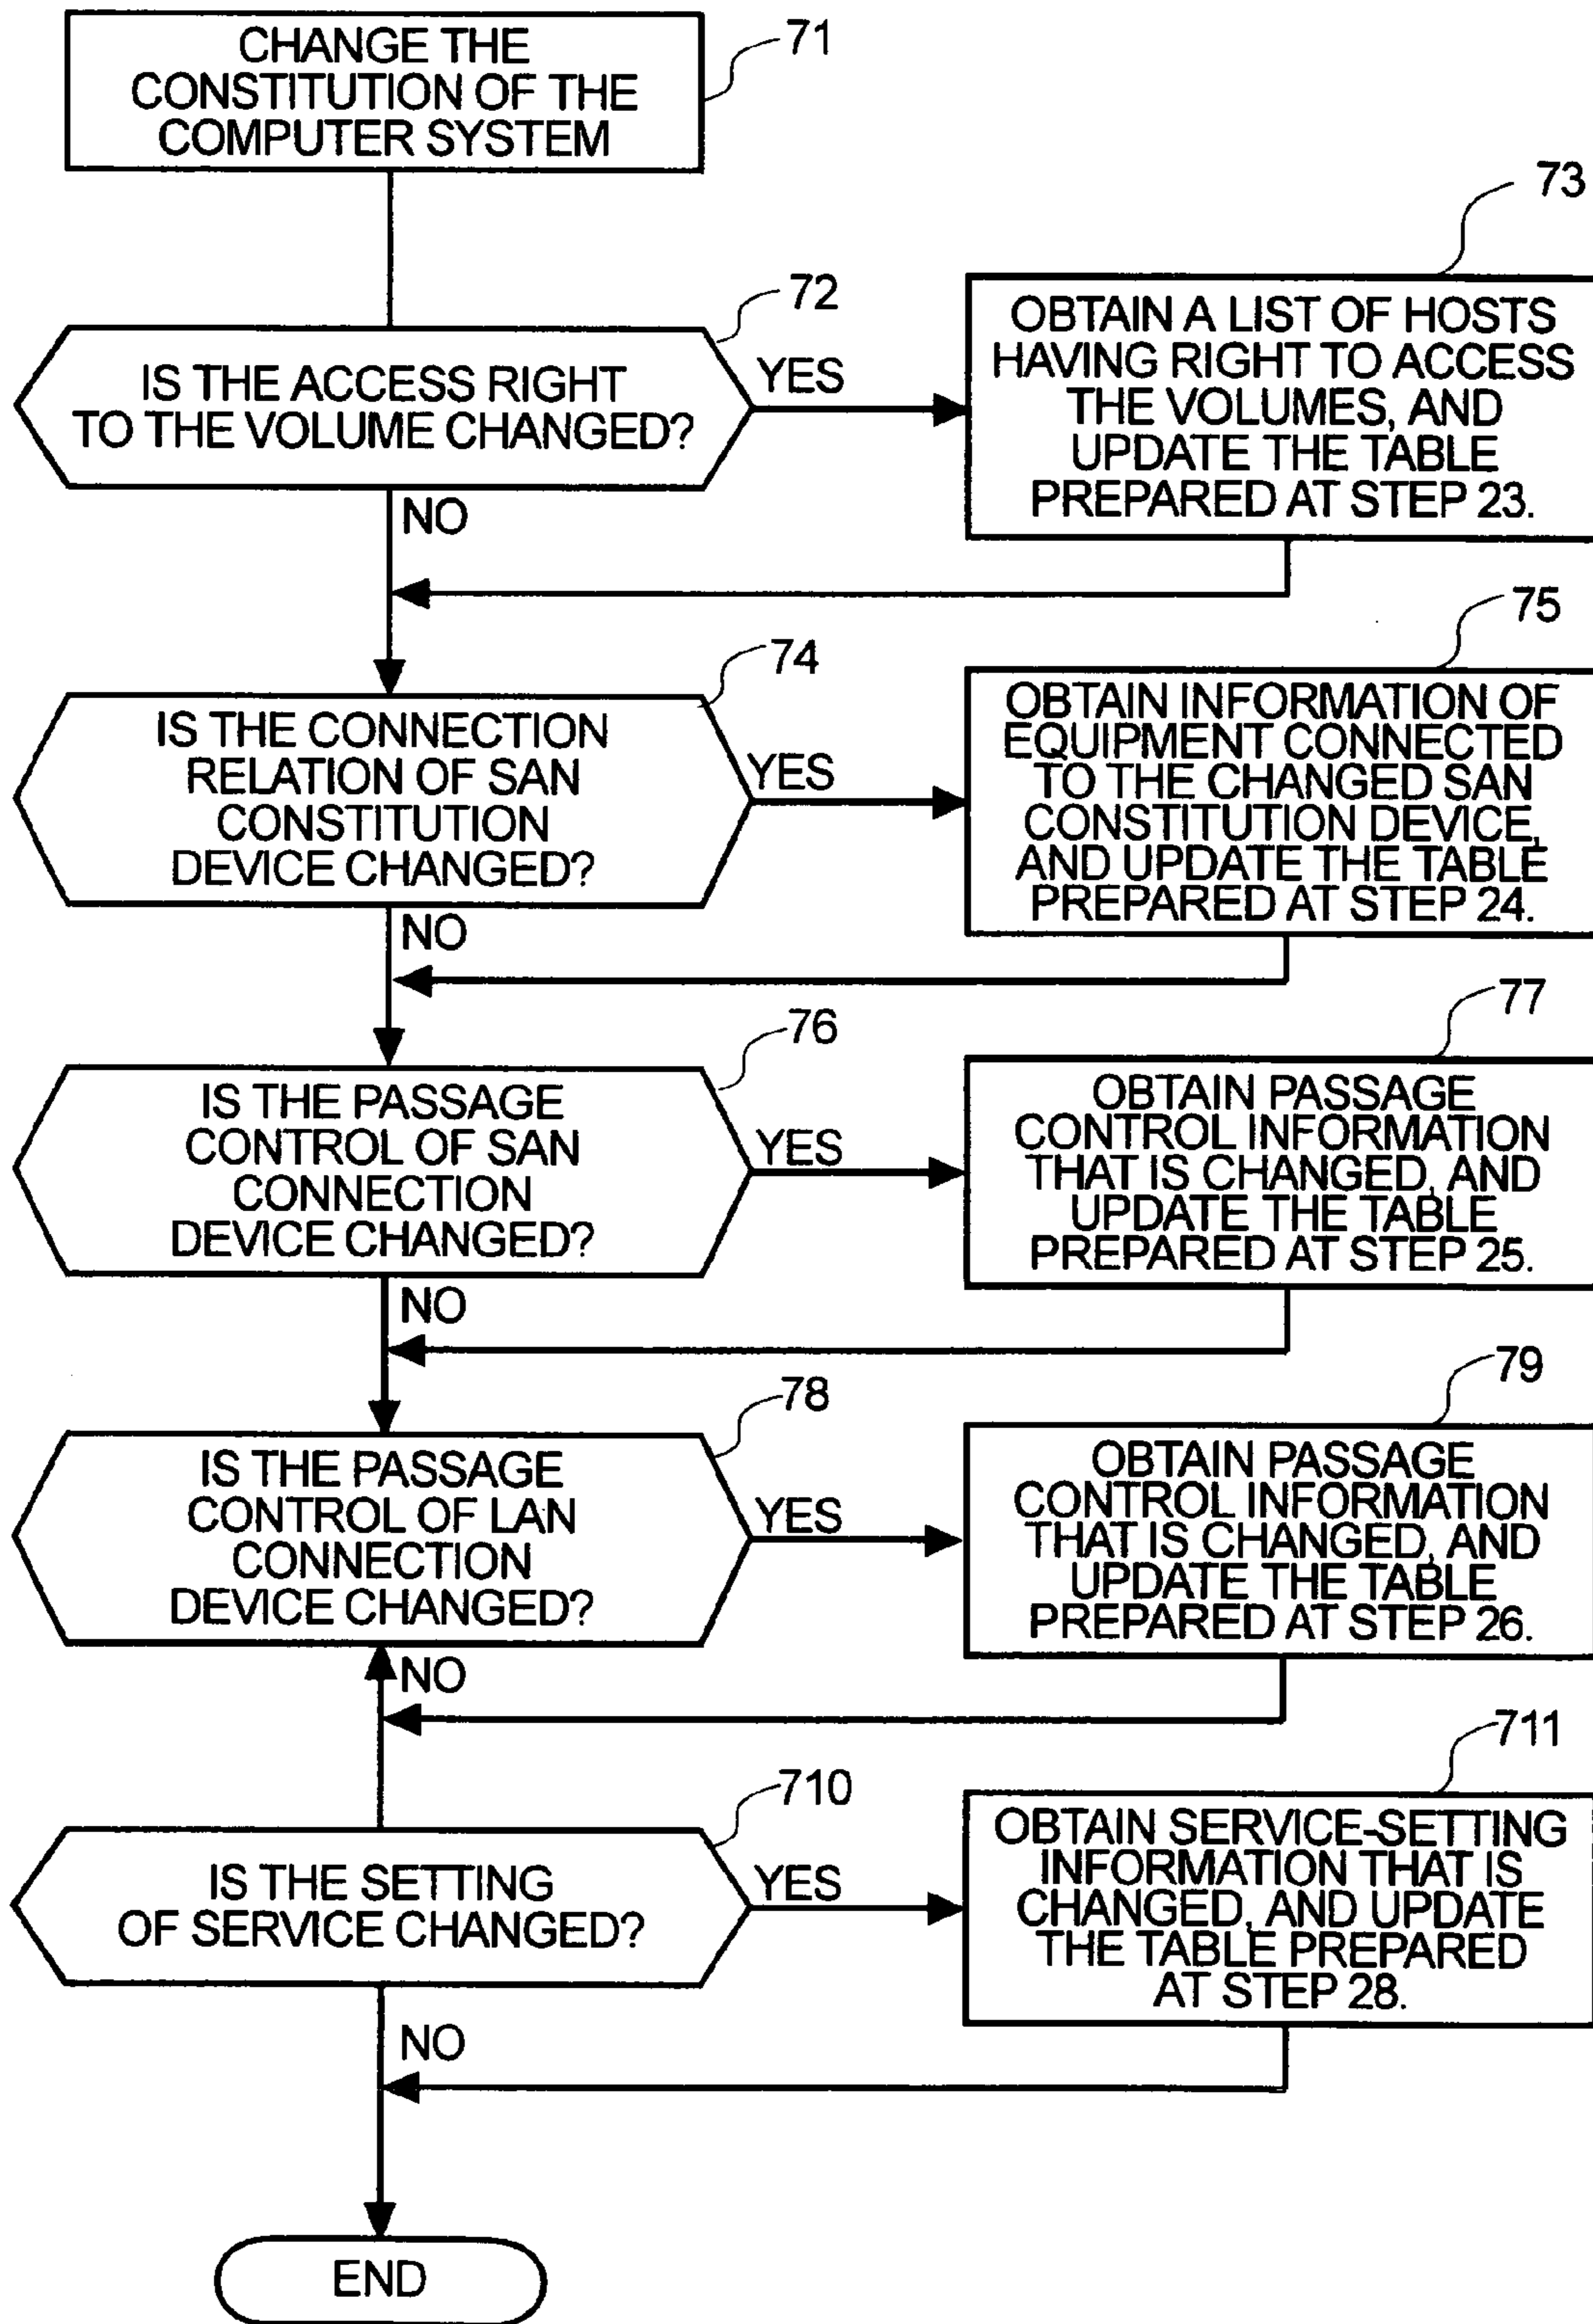 CHANGE THE
CONSTITUTION OF THE
COMPUTER SYSTEM
71
72
IS THE ACCESS RIGHT
TO THE VOLUME CHANGED?
YES
NO
73
OBTAIN A LIST OF HOSTS
HAVING RIGHT TO ACCESS
THE VOLUMES, AND
UPDATE THE TABLE
PREPARED AT STEP 23.
74
IS THE CONNECTION
RELATION OF SAN
CONSTITUTION
DEVICE CHANGED?
YES
NO
75
OBTAIN INFORMATION OF
EQUIPMENT CONNECTED
TO THE CHANGED SAN
CONSTITUTION DEVICE,
AND UPDATE THE TABLE
PREPARED AT STEP 24.
76
IS THE PASSAGE
CONTROL OF SAN
CONNECTION
DEVICE CHANGED?
YES
NO
77
OBTAIN PASSAGE
CONTROL INFORMATION
THAT IS CHANGED, AND
UPDATE THE TABLE
PREPARED AT STEP 25.
78
IS THE PASSAGE
CONTROL OF LAN
CONNECTION
DEVICE CHANGED?
YES
NO
79
OBTAIN PASSAGE
CONTROL INFORMATION
THAT IS CHANGED, AND
UPDATE THE TABLE
PREPARED AT STEP 26.
710
IS THE SETTING
OF SERVICE CHANGED?
YES
NO
711
OBTAIN SERVICE-SETTING
INFORMATION THAT IS
CHANGED, AND UPDATE
THE TABLE PREPARED
AT STEP 28.
END